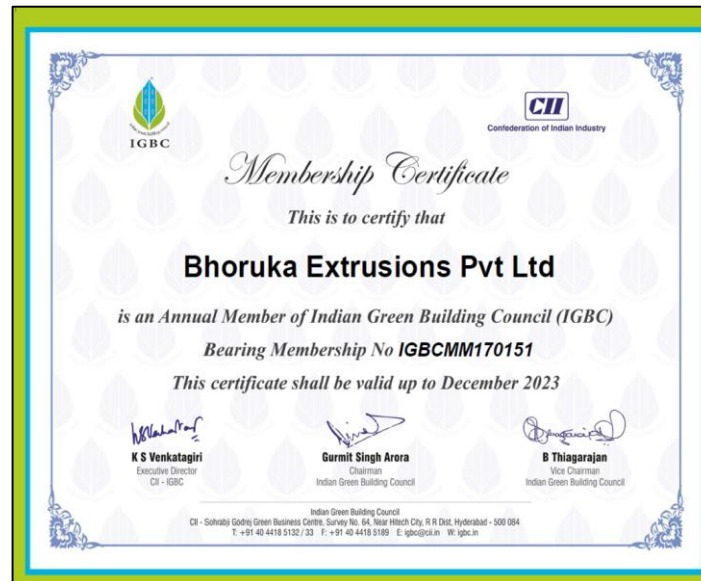 IGBC
CII
Confederation of Indian Industry
Membership Certificate
This is to certify that
Bhoruka Extrusions Pvt Ltd
is an Annual Member of Indian Green Building Council (IGBC)
Bearing Membership No IGBCMM170151
This certificate shall be valid up to December 2023
K S Venkatagiri
Executive Director
CII - IGBC
Gurmit Singh Arora
Chairman
Indian Green Building Council
B Thiagarajan
Vice Chairman
Indian Green Building Council
Indian Green Building Council
CII - Sohrabji Godrej Green Business Centre, Survey No. 64, Near Hitech City, R R Dist, Hyderabad - 500 084
T: +91 40 4418 5132 / 33 F: +91 40 4418 5189 E: igbc@cii.in W: igbc.in